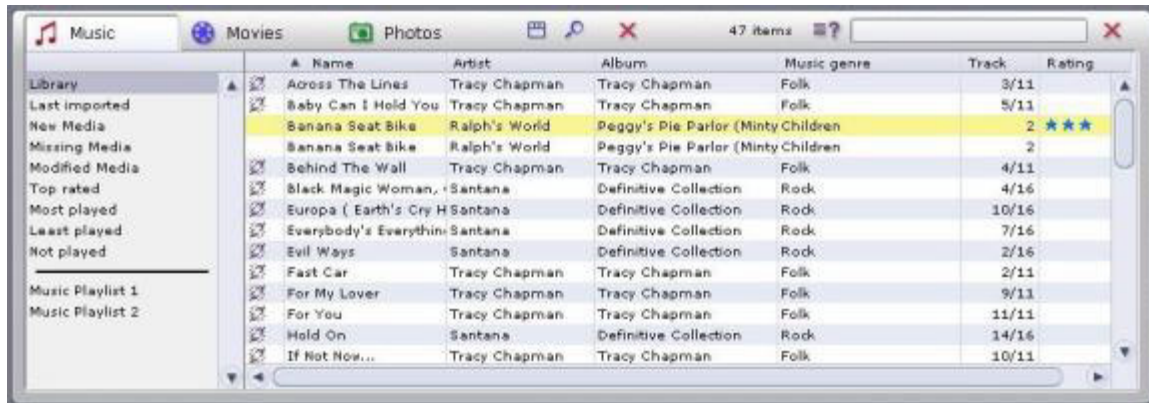 Music Movies Photos 47 items ?
Name Artist Album Music genre Track Rating
Library
Last imported
New Media
Missing Media
Modified Media
Top rated
Most played
Least played
Not played
Music Playlist 1
Music Playlist 2
Across The Lines Tracy Chapman Tracy Chapman Folk 3/11
Baby Can I Hold You Tracy Chapman Tracy Chapman Folk 5/11
Banana Seat Bike Ralph's World Peggy's Pie Parlor (Minty Children 2
Banana Seat Bike Ralph's World Peggy's Pie Parlor (Minty Children 2
Behind The Wall Tracy Chapman Tracy Chapman Folk 4/11
Black Magic Woman, Santana Definitive Collection Rock 4/16
Europa ( Earth's Cry H Santana Definitive Collection Rock 10/16
Everybody's Everythin Santana Definitive Collection Rock 7/16
Evil Ways Santana Definitive Collection Rock 2/16
Fast Car Tracy Chapman Tracy Chapman Folk 2/11
For My Lover Tracy Chapman Tracy Chapman Folk 9/11
For You Tracy Chapman Tracy Chapman Folk 11/11
Hold On Santana Definitive Collection Rock 14/16
If Not Now... Tracy Chapman Tracy Chapman Folk 10/11